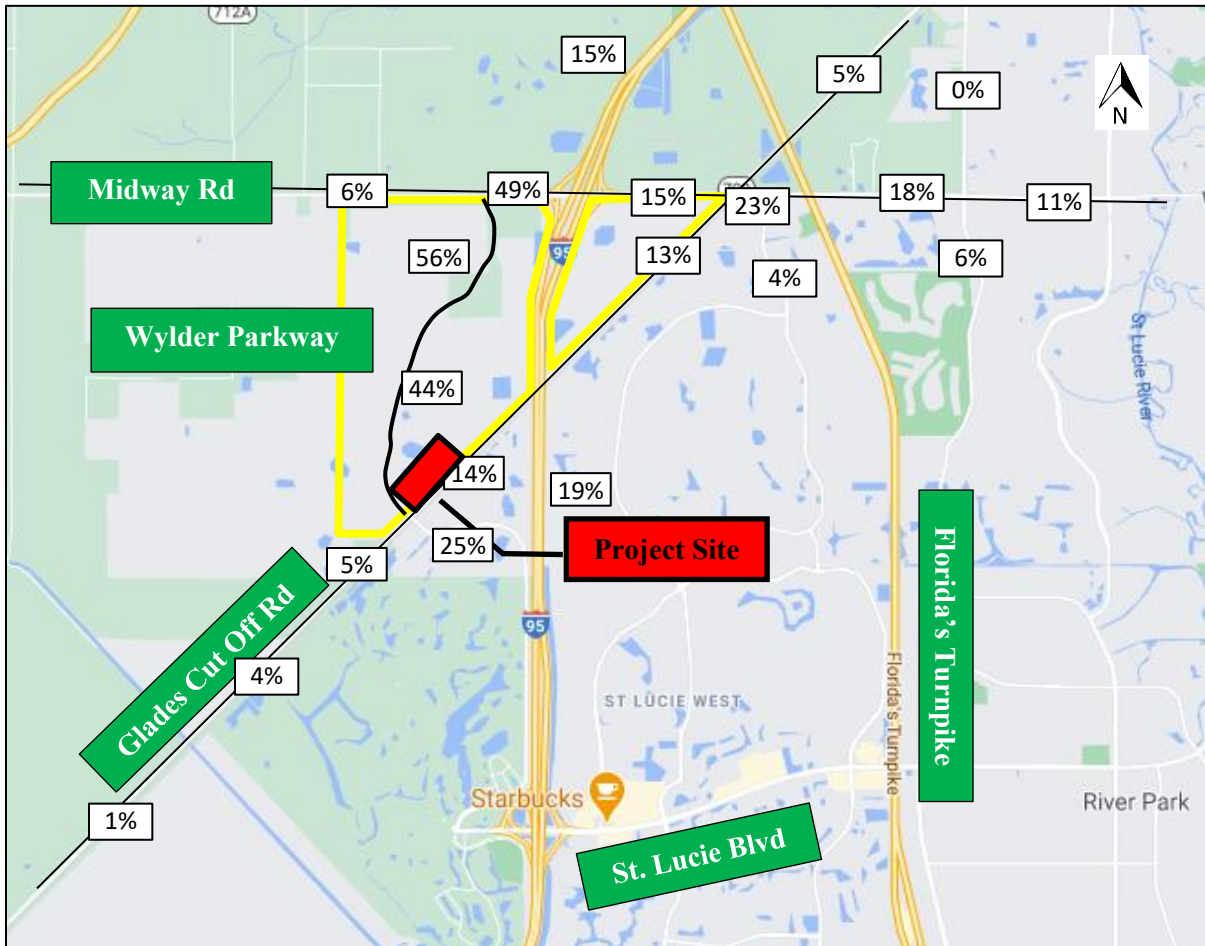 712A
15%
5%
0%
N
Midway Rd
6%
49%
15%
23%
18%
11%
56%
95
13%
4%
6%
Wylder Parkway
St Lucie River
44%
14%
19%
25%
Project Site
5%
Glades Cut Off Rd
95
Florida's Turnpike
4%
ST LUCIE WEST
Florida's Turnpike
Starbucks
1%
River Park
St. Lucie Blvd